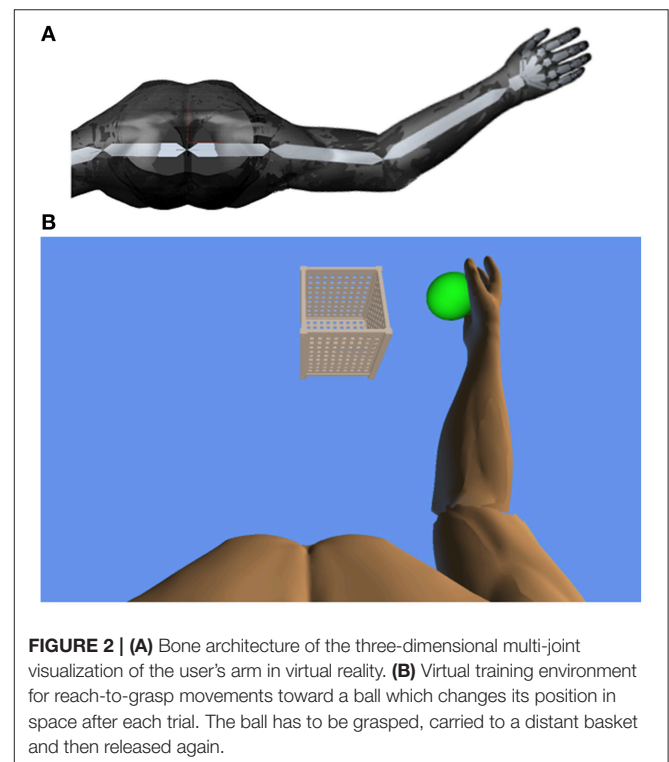 A
B
FIGURE 2 | (A) Bone architecture of the three-dimensional multi-joint
visualization of the user's arm in virtual reality. (B) Virtual training environment
for reach-to-grasp movements toward a ball which changes its position in
space after each trial. The ball has to be grasped, carried to a distant basket
and then released again.